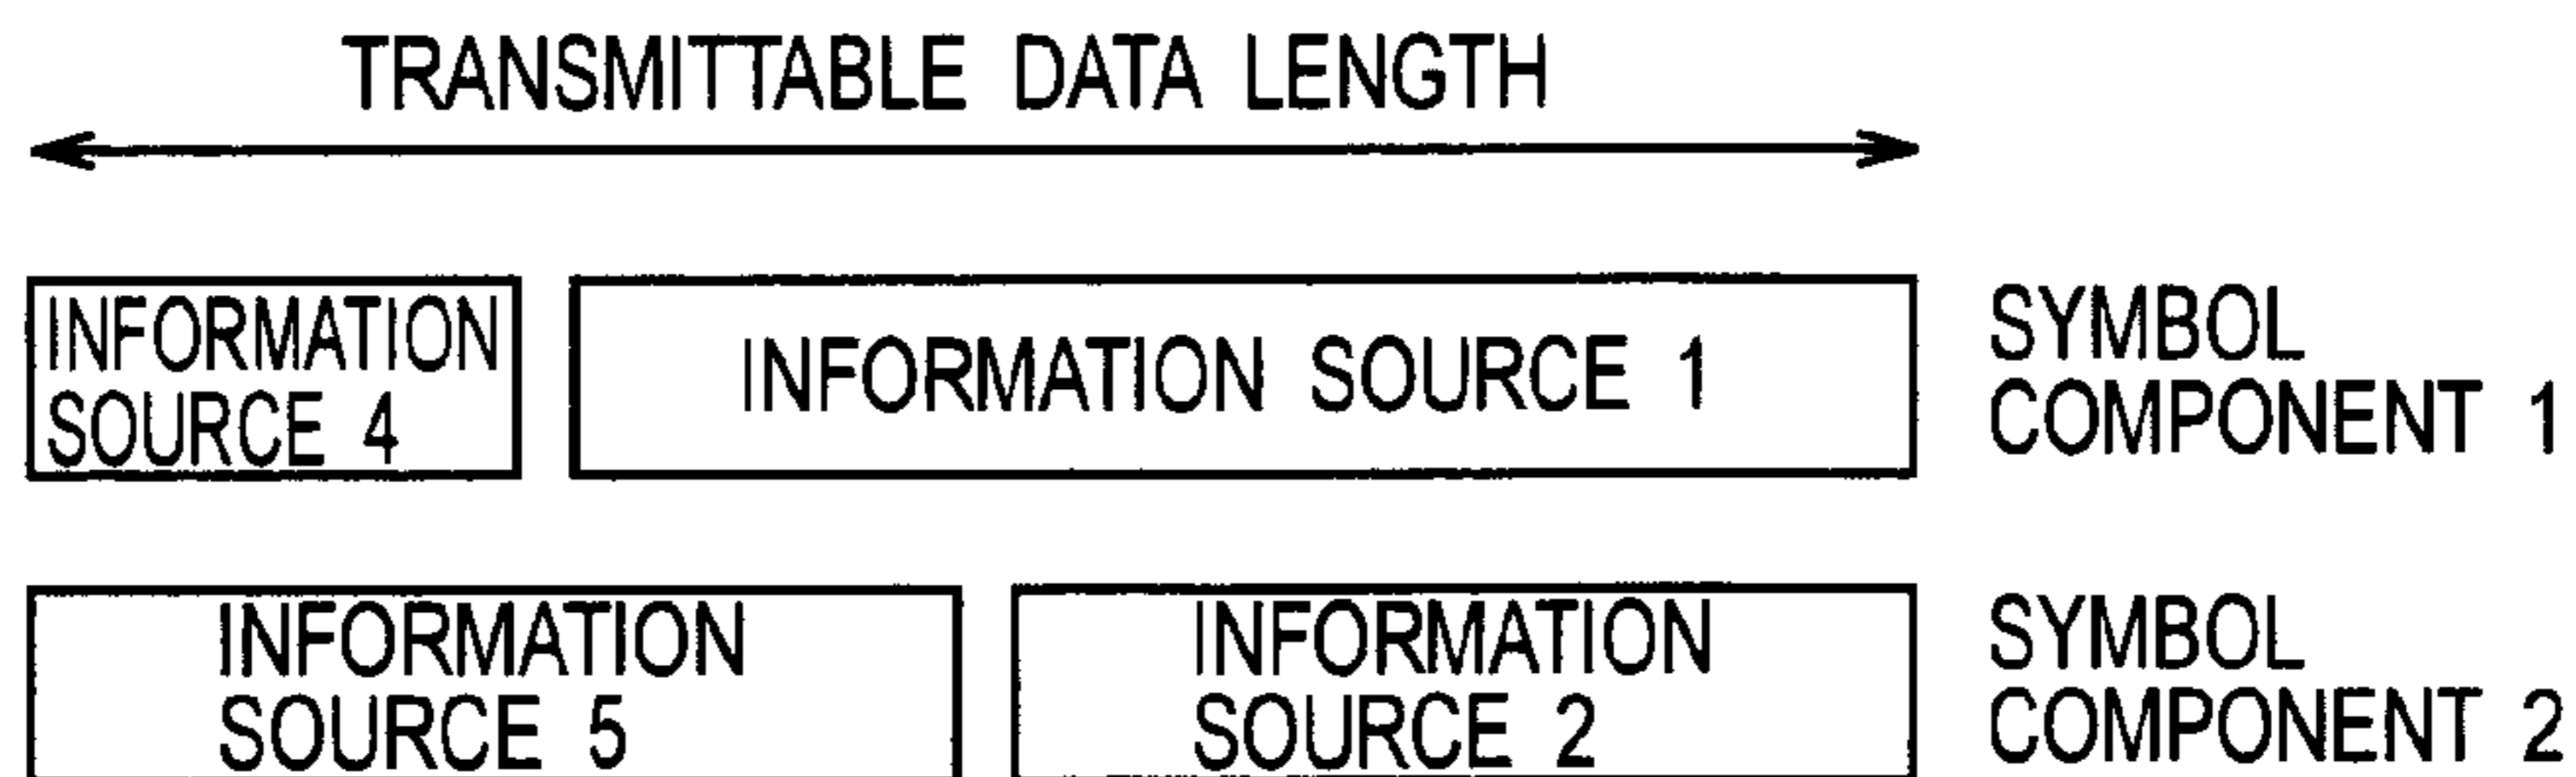 TRANSMITTABLE DATA LENGTH
INFORMATION
SOURCE 4
INFORMATION SOURCE 1
SYMBOL
COMPONENT 1
INFORMATION
SOURCE 5
INFORMATION
SOURCE 2
SYMBOL
COMPONENT 2